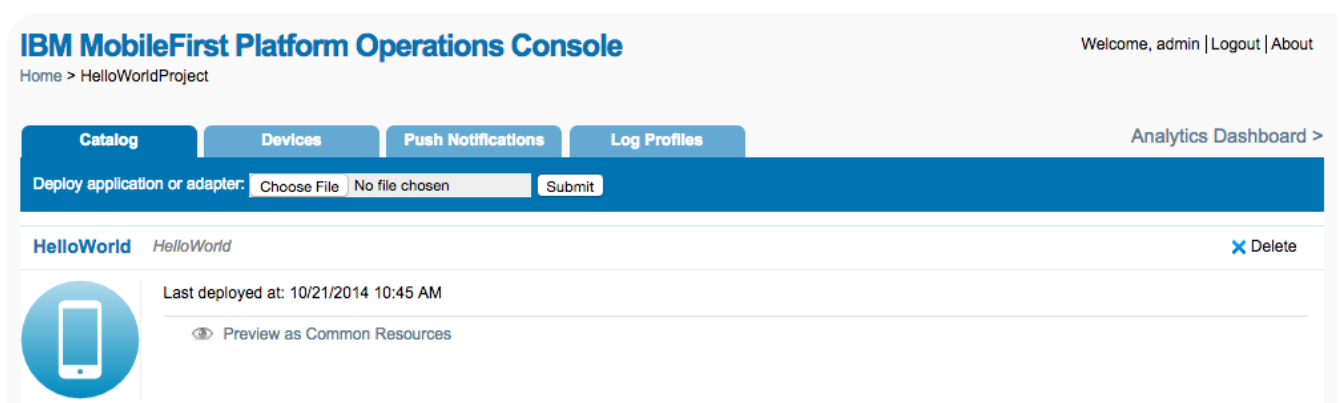 IBM MobileFirst Platform Operations Console
Welcome, admin | Logout | About
Home > HelloWorldProject
Catalog Devices Push Notifications Log Profiles Analytics Dashboard >
Deploy application or adapter: Choose File No file chosen Submit
HelloWorld HelloWorld Delete
Last deployed at: 10/21/2014 10:45 AM
Preview as Common Resources